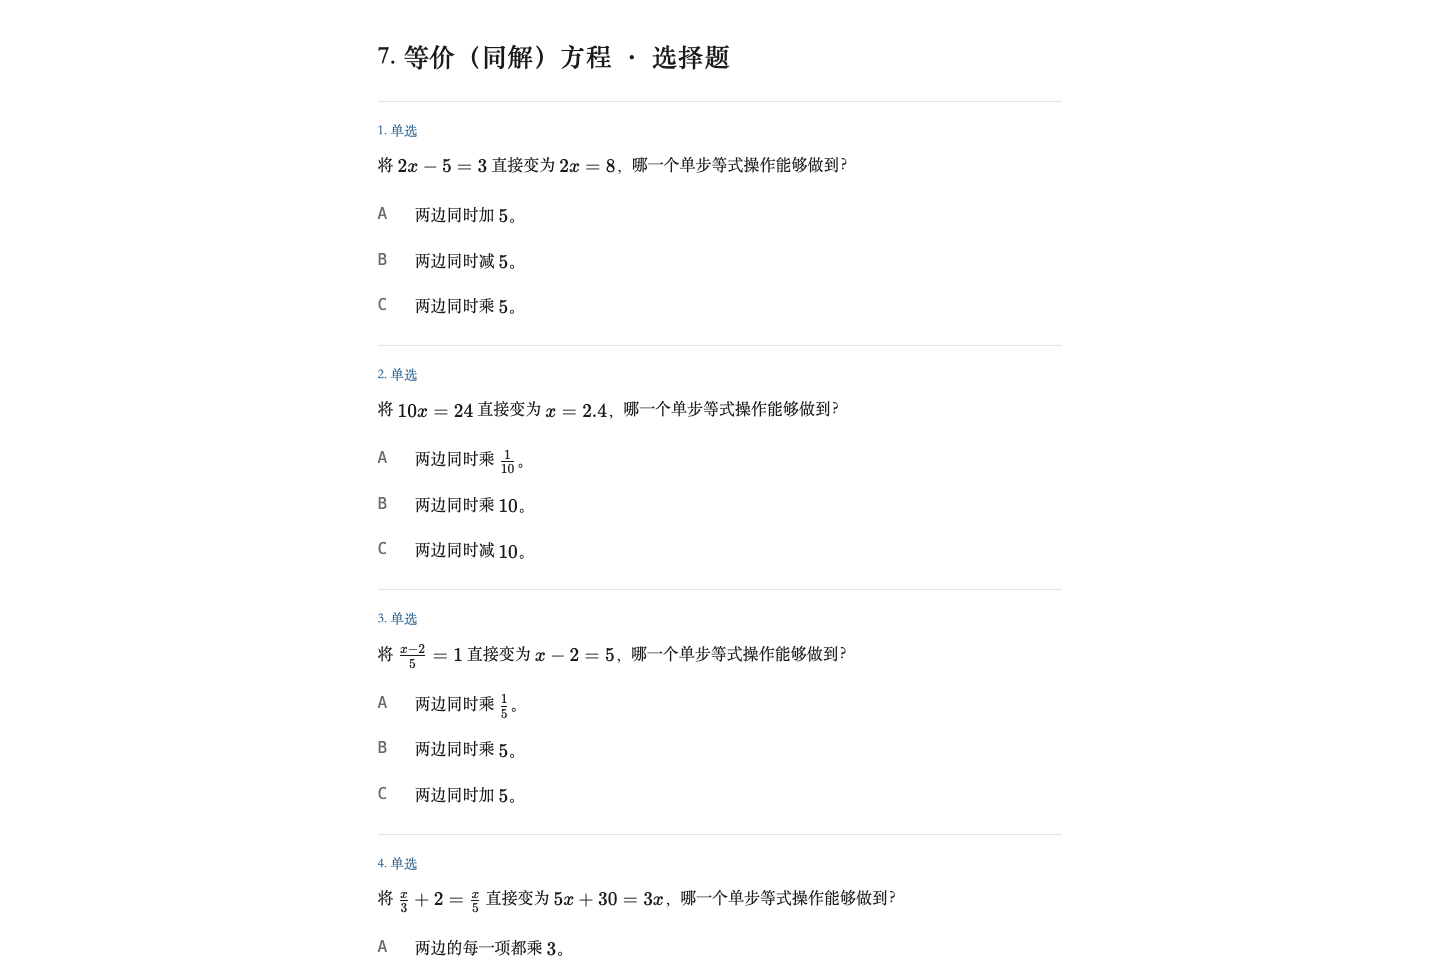 7. 等价（同解）方程 · 选择题
1. 单选
将 2x − 5 = 3 直接变为 2x = 8，哪一个单步等式操作能够做到？
A 两边同时加 5。
B 两边同时减 5。
C 两边同时乘 5。
2. 单选
将 10x = 24 直接变为 x = 2.4，哪一个单步等式操作能够做到？
A 两边同时乘 1/10。
B 两边同时乘 10。
C 两边同时减 10。
3. 单选
将 (x−2)/5 = 1 直接变为 x − 2 = 5，哪一个单步等式操作能够做到？
A 两边同时乘 1/5。
B 两边同时乘 5。
C 两边同时加 5。
4. 单选
将 x/3 + 2 = x/5 直接变为 5x + 30 = 3x，哪一个单步等式操作能够做到？
A 两边的每一项都乘 3。